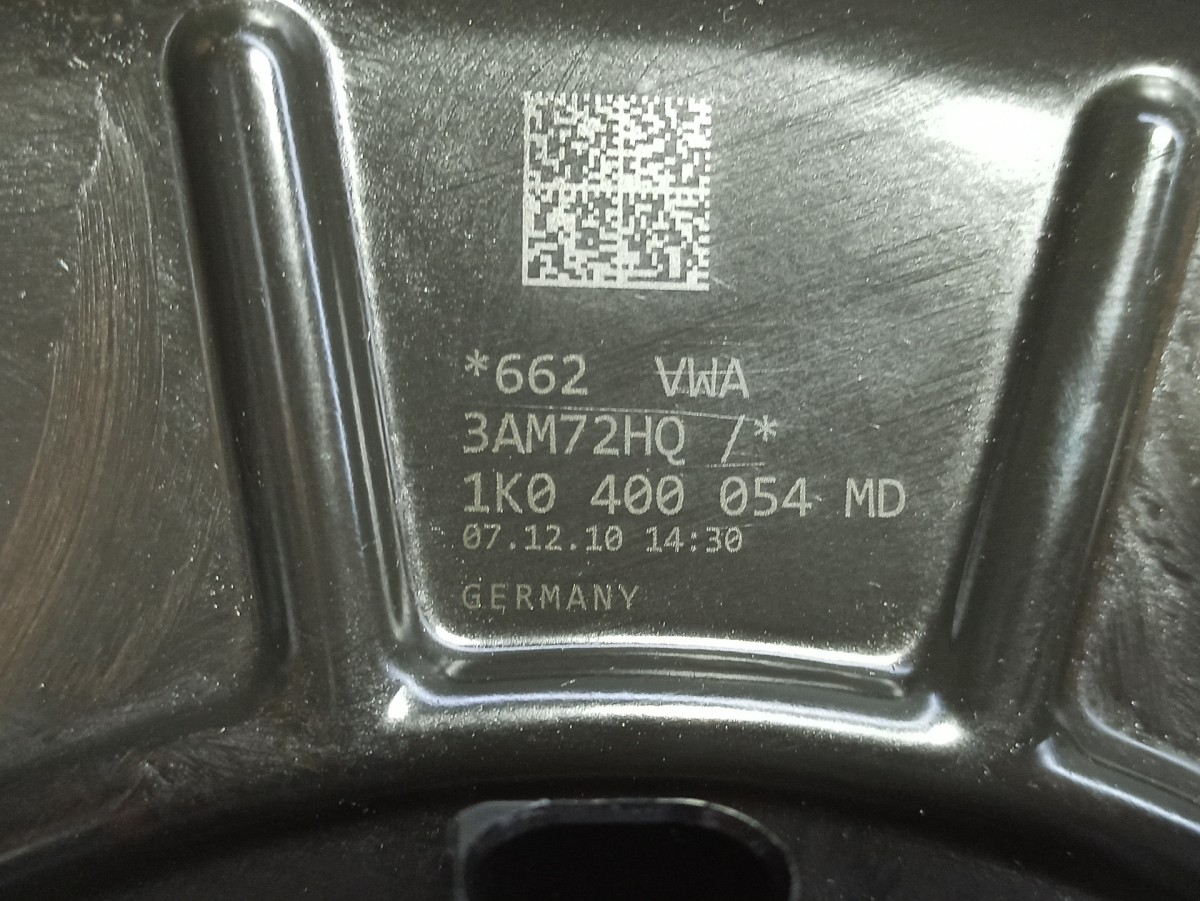 *662 VWA
3AM72HQ /*
1K0 400 054 MD
07.12.10 14:30
GERMANY